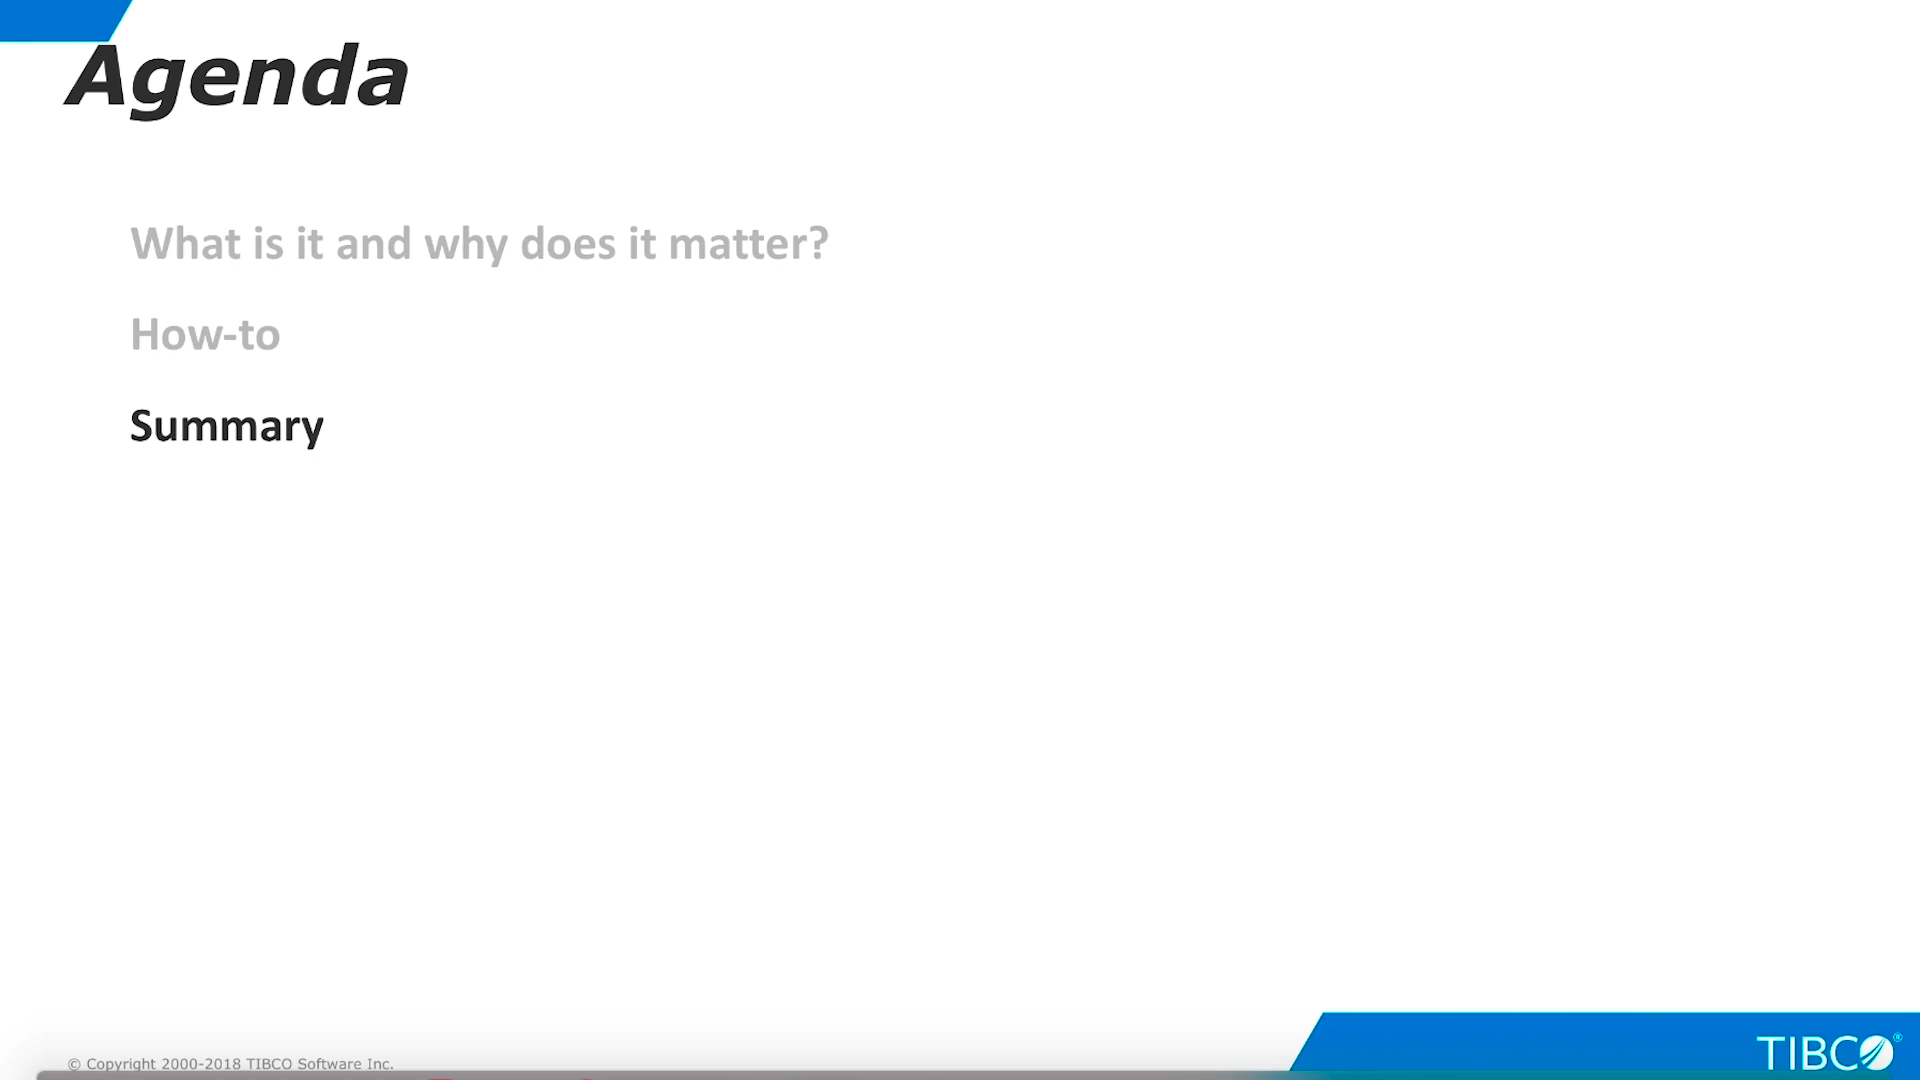 Agenda
What is it and why does it matter?
How-to
Summary
© Copyright 2000-2018 TIBCO Software Inc.
TIBCO®